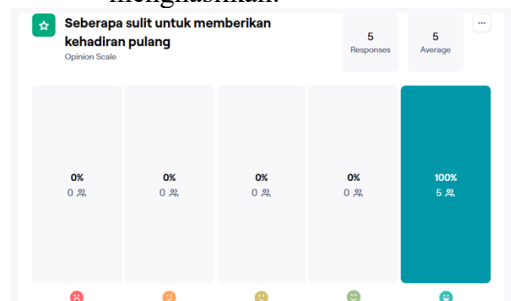 Seberapa sulit untuk memberikan
kehadiran pulang
Opinion Scale
5
Responses
5
Average
0%
0
0%
0
0%
0
0%
0
100%
5